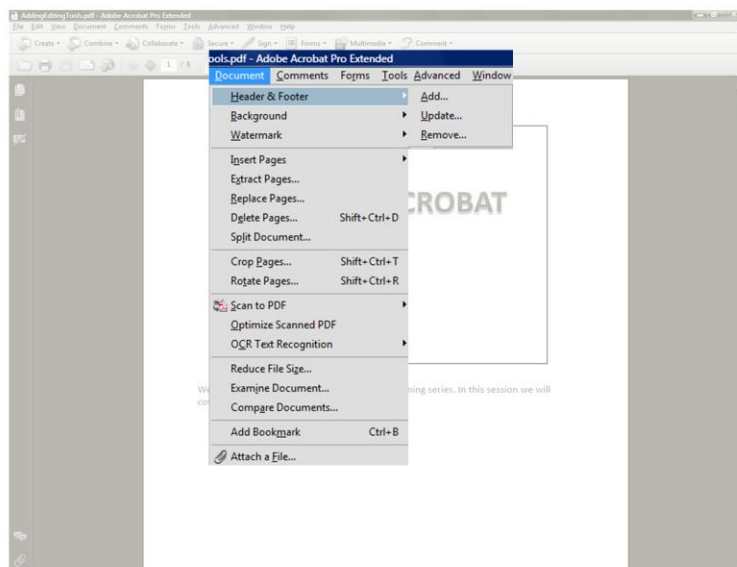 AddingEditingTools.pdf - Adobe Acrobat Pro Extended
File Edit View Document Comments Forms Tools Advanced Window Help
Create Combine Collaborate Secure Sign Forms Multimedia Comment
1 / 4
ools.pdf - Adobe Acrobat Pro Extended
Document Comments Forms Tools Advanced Window
Header & Footer
Add...
Background
Update...
Watermark
Remove...
Insert Pages
Extract Pages...
Replace Pages...
CROBAT
Delete Pages... Shift+Ctrl+D
Split Document...
Crop Pages... Shift+Ctrl+T
Rotate Pages... Shift+Ctrl+R
Scan to PDF
Optimize Scanned PDF
OCR Text Recognition
Reduce File Size...
We
Examine Document...
ning series. In this session we will
Compare Documents...
Add Bookmark Ctrl+B
Attach a File...